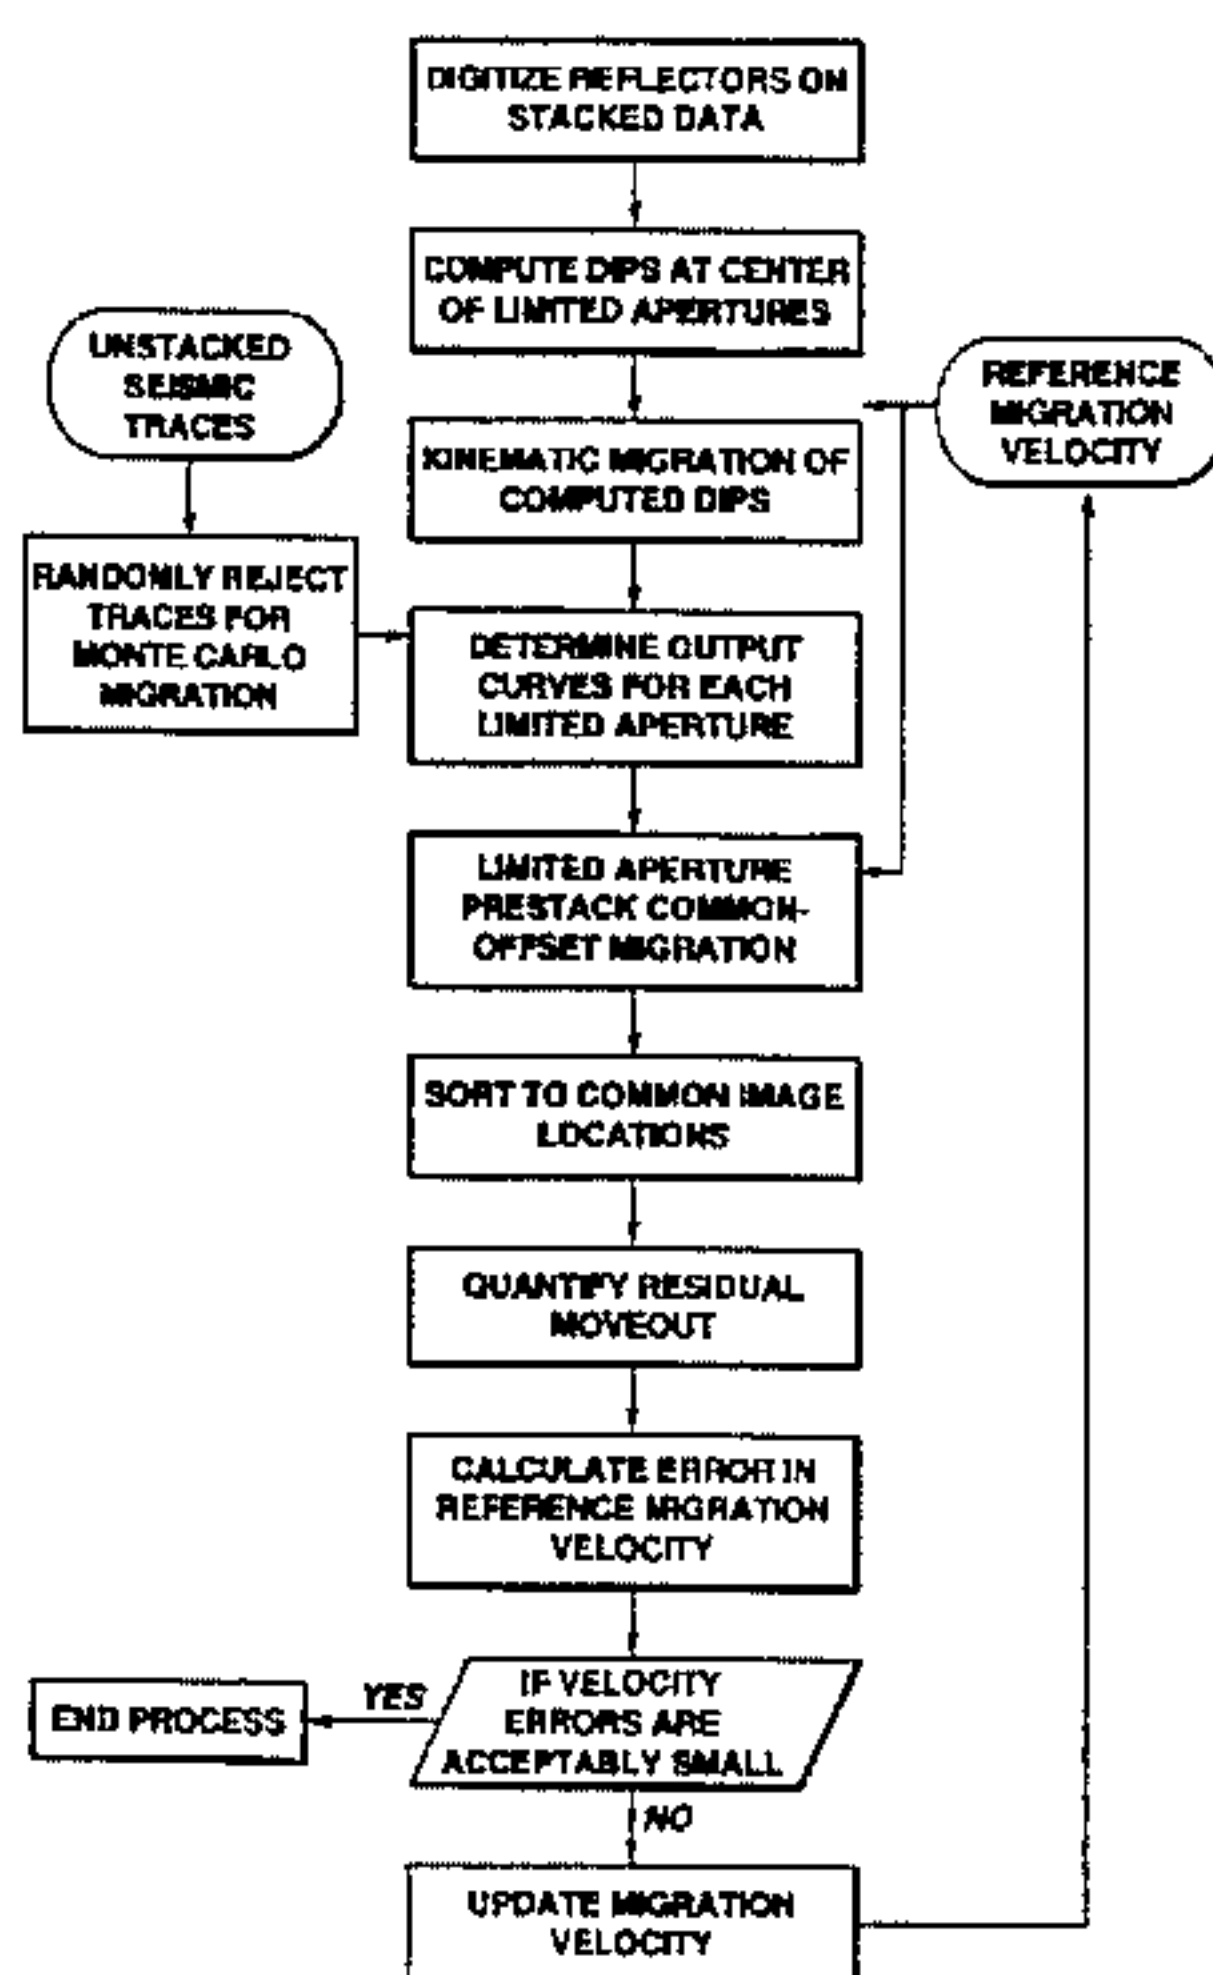 DIGITIZE REFLECTORS ON
STACKED DATA
COMPUTE DIPS AT CENTER
OF LIMITED APERTURES
UNSTACKED
SEISMIC
TRACES
REFERENCE
MIGRATION
VELOCITY
KINEMATIC MIGRATION OF
COMPUTED DIPS
RANDOMLY REJECT
TRACES FOR
MONTE CARLO
MIGRATION
DETERMINE OUTPUT
CURVES FOR EACH
LIMITED APERTURE
LIMITED APERTURE
PRESTACK COMMON-
OFFSET MIGRATION
SORT TO COMMON IMAGE
LOCATIONS
QUANTIFY RESIDUAL
MOVEOUT
CALCULATE ERROR IN
REFERENCE MIGRATION
VELOCITY
IF VELOCITY
ERRORS ARE
ACCEPTABLY SMALL
YES
END PROCESS
NO
UPDATE MIGRATION
VELOCITY